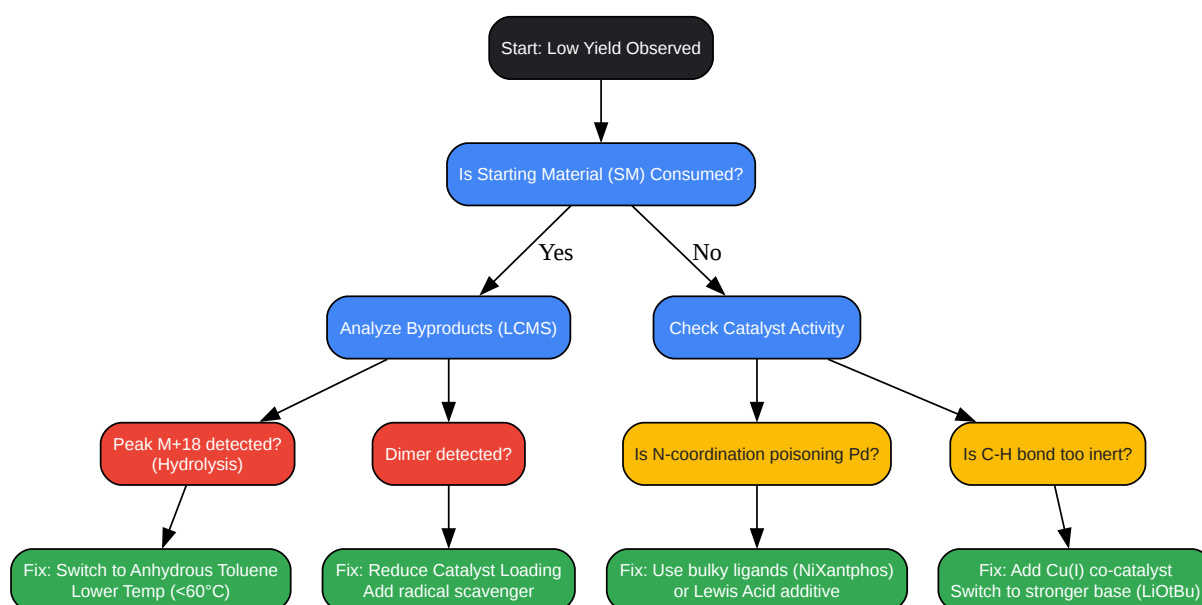 Start: Low Yield Observed
Is Starting Material (SM) Consumed?
Yes
No
Analyze Byproducts (LCMS)
Check Catalyst Activity
Peak M+18 detected?
(Hydrolysis)
Dimer detected?
Is N-coordination poisoning Pd?
Is C-H bond too inert?
Fix: Switch to Anhydrous Toluene
Lower Temp (<60°C)
Fix: Reduce Catalyst Loading
Add radical scavenger
Fix: Use bulky ligands (NiXantphos)
or Lewis Acid additive
Fix: Add Cu(I) co-catalyst
Switch to stronger base (LiOtBu)